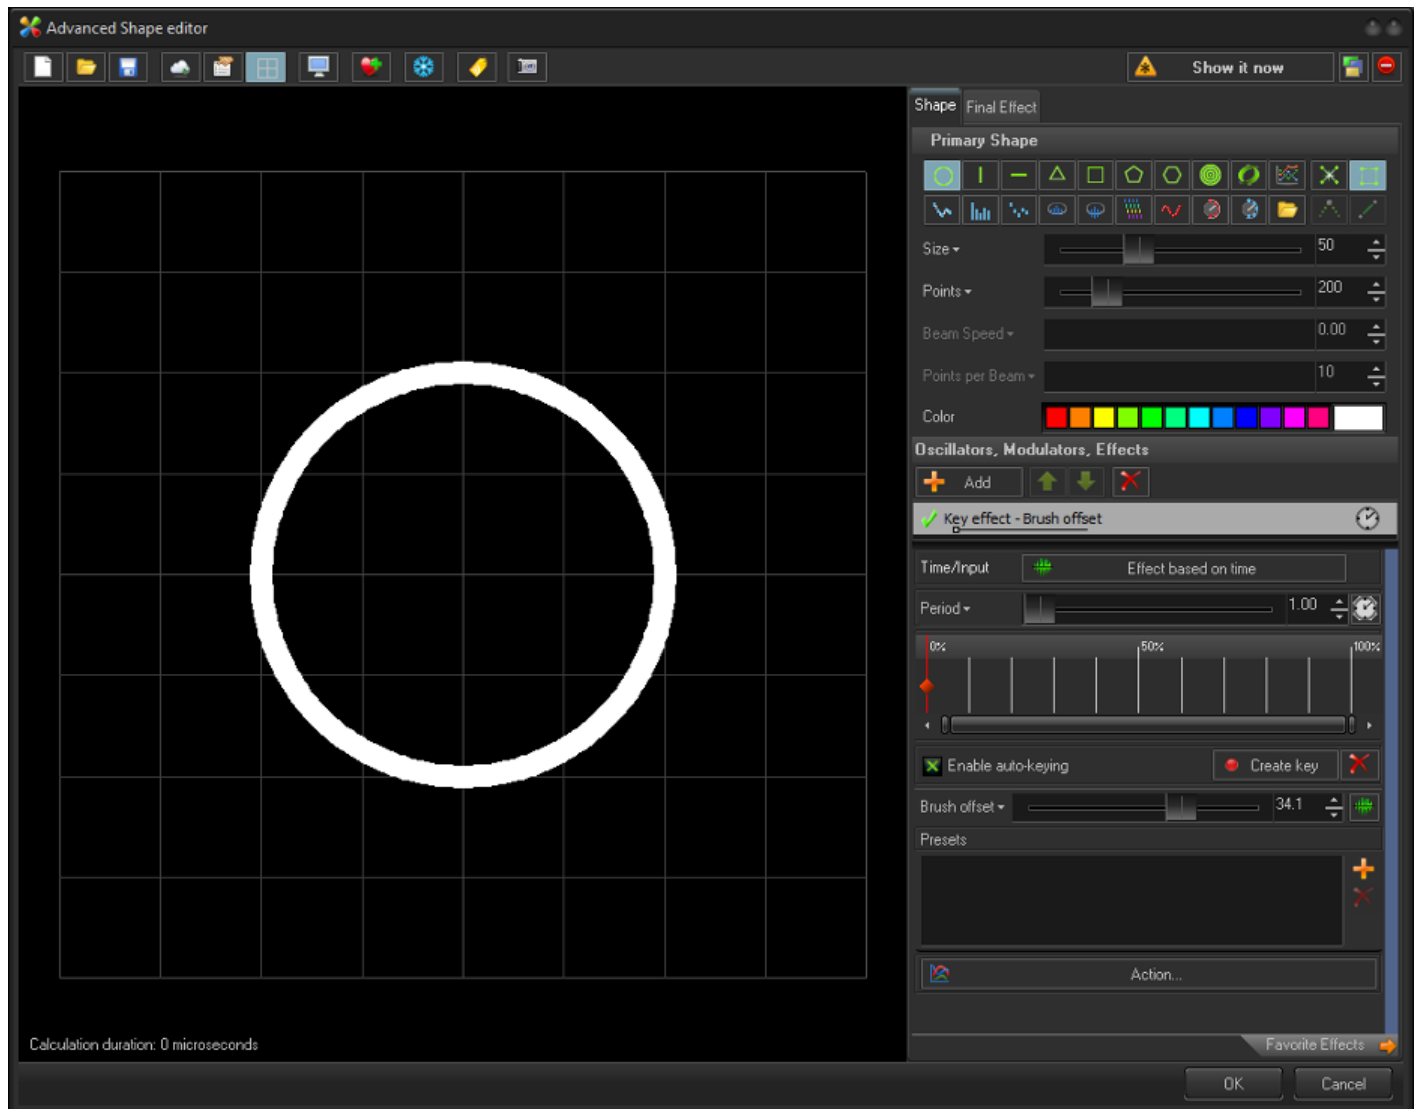 Advanced Shape editor
Show it now
Shape Final Effect
Primary Shape
Size 50
Points 200
Beam Speed 0.00
Points per Beam 10
Color
Oscillators, Modulators, Effects
Add
Key effect - Brush offset
Time/Input Effect based on time
Period 1.00
0% 50% 100%
Enable auto-keying Create key
Brush offset 34.1
Presets
Action...
Calculation duration: 0 microseconds
Favorite Effects
OK Cancel